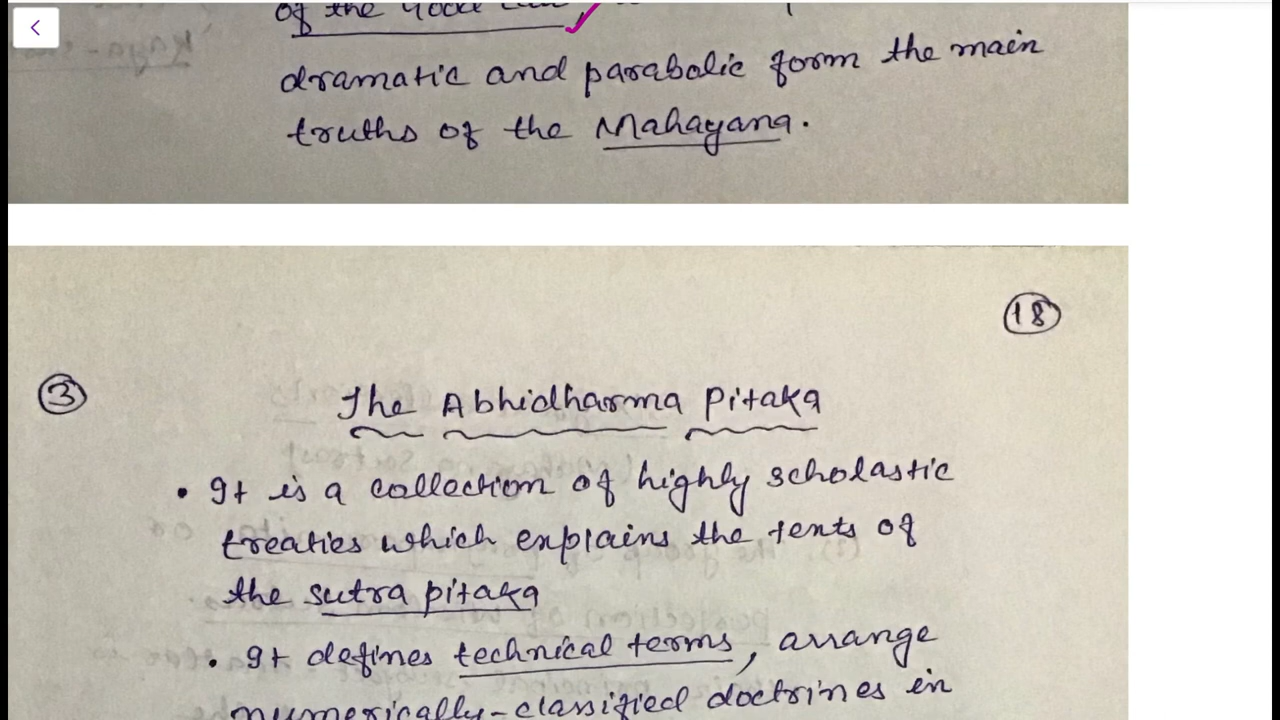 of the
dramatic and parabolic form the main
truths of the Mahayana.
18
3
The Abhidharma Pitaka
• It is a collection of highly scholastic
treaties which explains the texts of
the sutra pitaka
• It defines technical terms, arrange
numerically-classified doctrines in